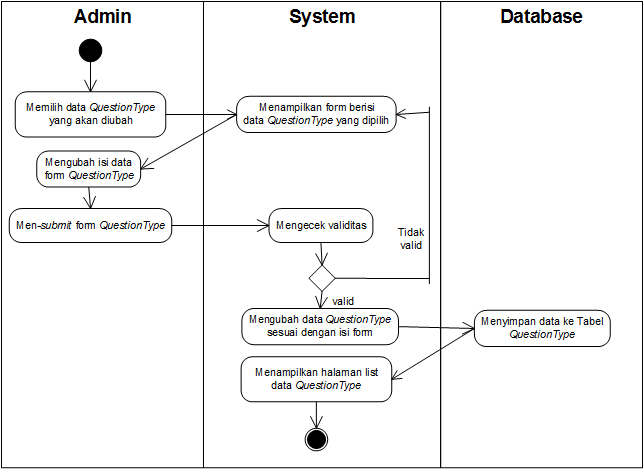 Admin
System
Database
Memilih data QuestionType
yang akan diubah
Menampilkan form berisi
data QuestionType yang dipilih
Mengubah isi data
form QuestionType
Men-submit form QuestionType
Mengecek validitas
Tidak
valid
valid
Mengubah data QuestionType
sesuai dengan isi form
Menyimpan data ke Tabel
QuestionType
Menampilkan halaman list
data QuestionType